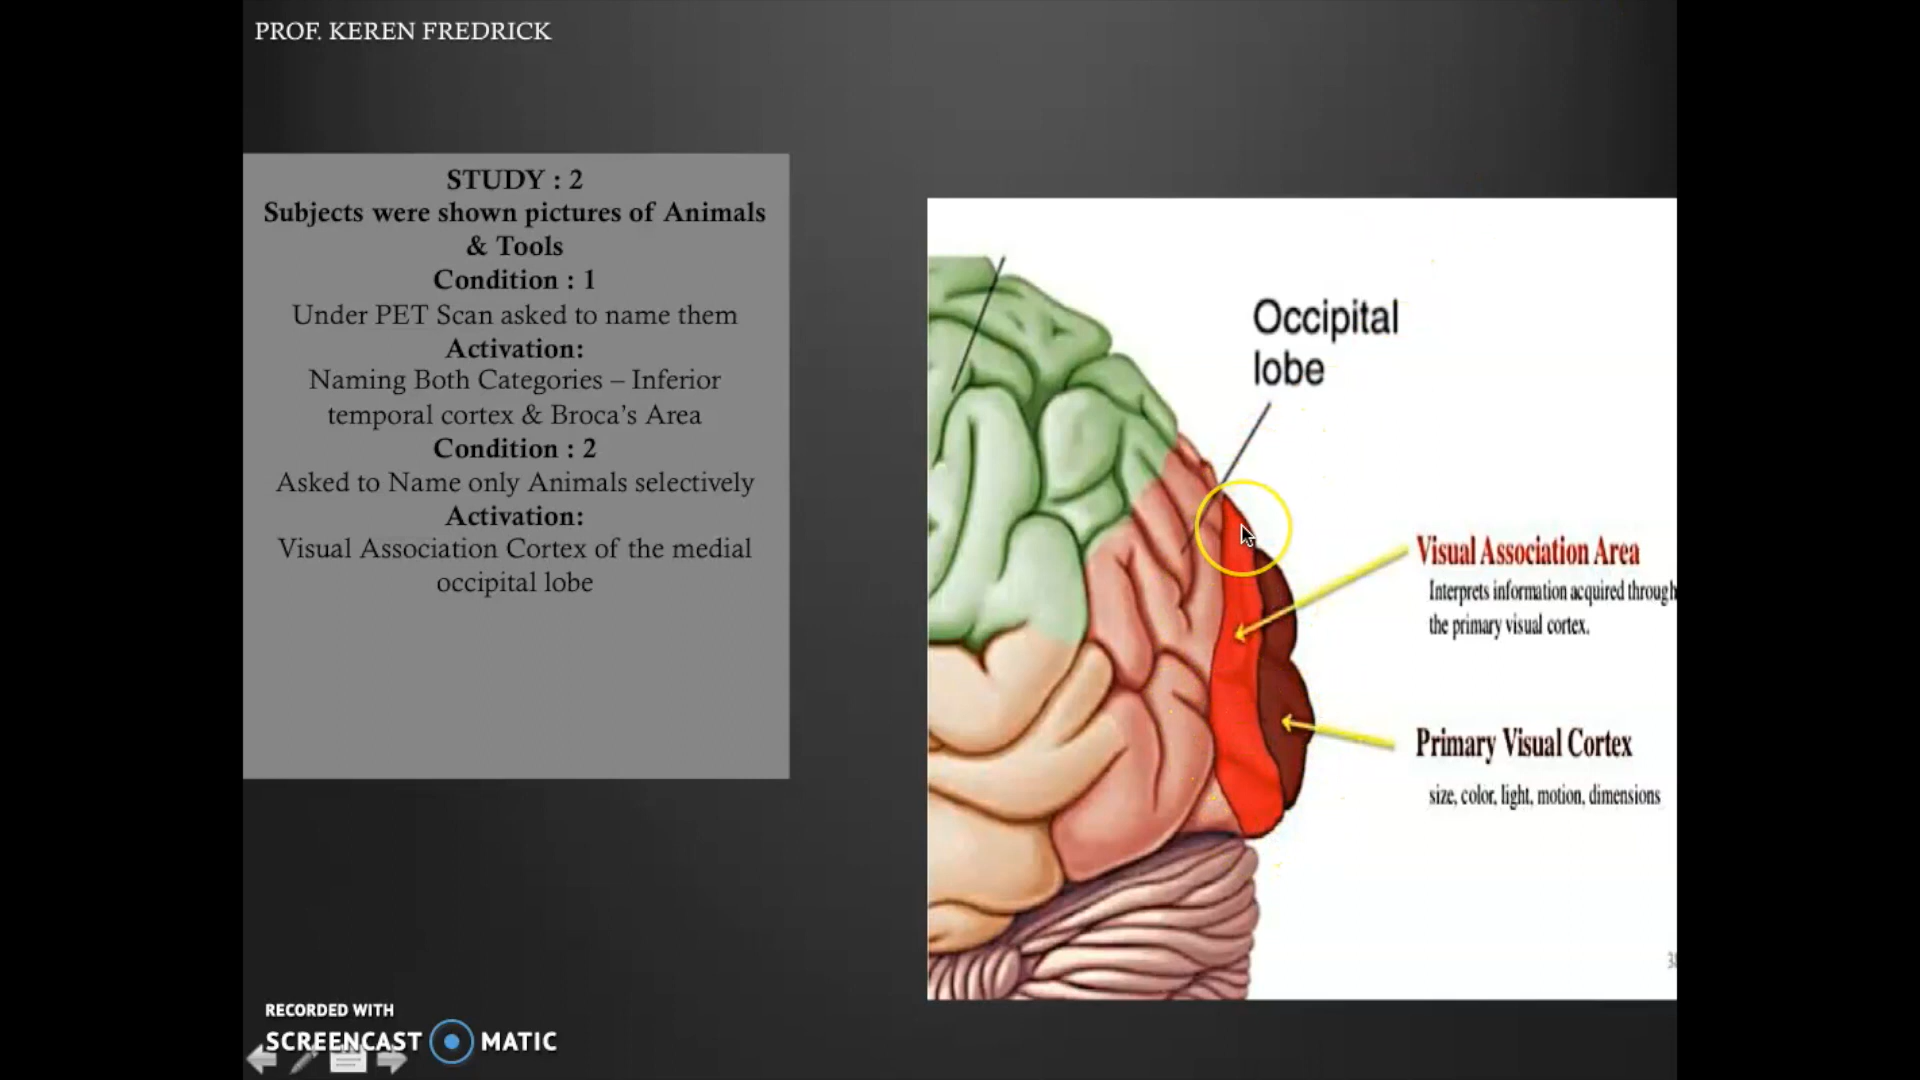 PROF. KEREN FREDRICK
STUDY : 2
Subjects were shown pictures of Animals
& Tools
Condition : 1
Under PET Scan asked to name them
Activation:
Naming Both Categories – Inferior
temporal cortex & Broca’s Area
Condition : 2
Asked to Name only Animals selectively
Activation:
Visual Association Cortex of the medial
occipital lobe
Occipital
lobe
Visual Association Area
Interprets information acquired through
the primary visual cortex.
Primary Visual Cortex
size, color, light, motion, dimensions
RECORDED WITH
SCREENCAST MATIC